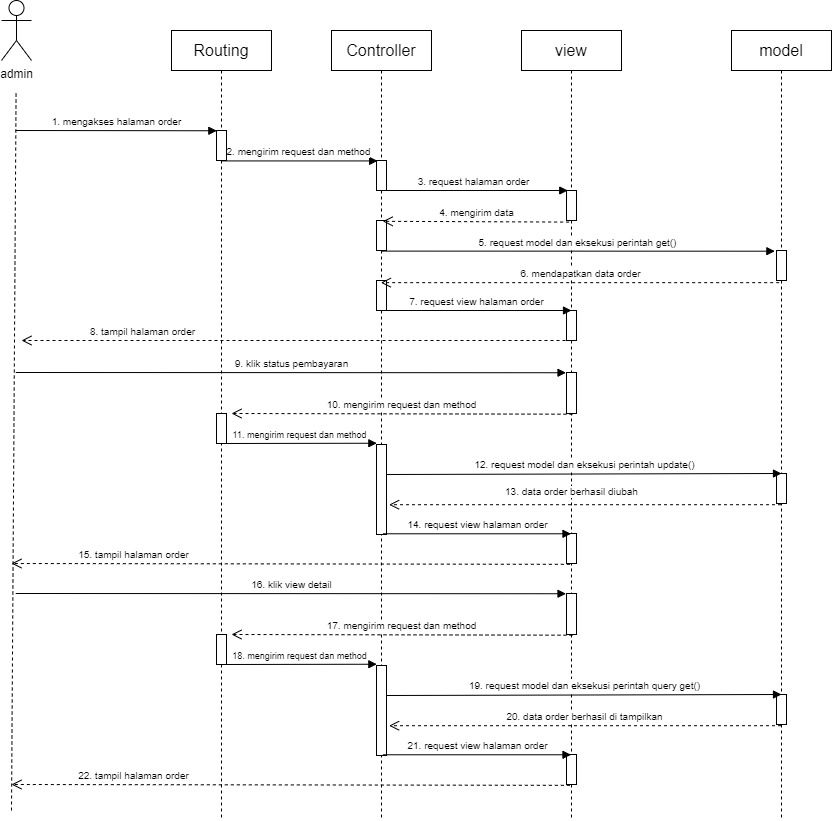 Routing
Controller
view
model
admin
1. mengakses halaman order
2. mengirim request dan method
3. request halaman order
4. mengirim data
5. request model dan eksekusi perintah get()
6. mendapatkan data order
7. request view halaman order
8. tampil halaman order
9. klik status pembayaran
10. mengirim request dan method
11. mengirim request dan method
12. request model dan eksekusi perintah update()
13. data order berhasil diubah
14. request view halaman order
15. tampil halaman order
16. klik view detail
17. mengirim request dan method
18. mengirim request dan method
19. request model dan eksekusi perintah query get()
20. data order berhasil di tampilkan
21. request view halaman order
22. tampil halaman order